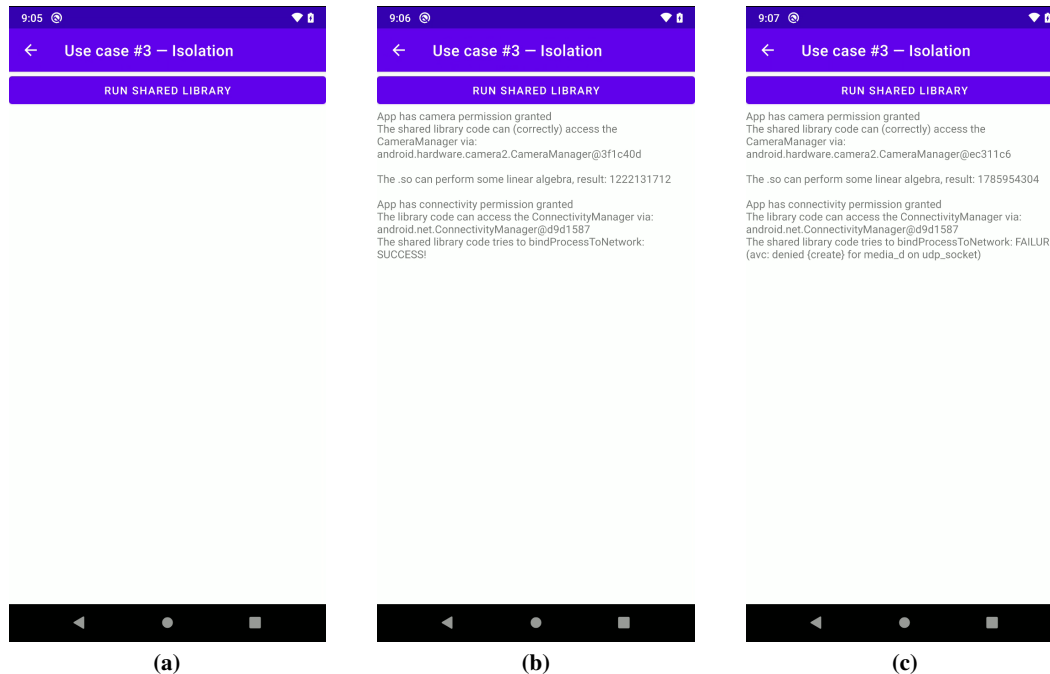 9:05
Use case #3 — Isolation
RUN SHARED LIBRARY
(a)
9:06
Use case #3 — Isolation
RUN SHARED LIBRARY
App has camera permission granted
The shared library code can (correctly) access the
CameraManager via:
android.hardware.camera2.CameraManager@3f1c40d
The .so can perform some linear algebra, result: 1222131712
App has connectivity permission granted
The library code can access the ConnectivityManager via:
android.net.ConnectivityManager@d9d1587
The shared library code tries to bindProcessToNetwork:
SUCCESS!
(b)
9:07
Use case #3 — Isolation
RUN SHARED LIBRARY
App has camera permission granted
The shared library code can (correctly) access the
CameraManager via:
android.hardware.camera2.CameraManager@ec311c6
The .so can perform some linear algebra, result: 1785954304
App has connectivity permission granted
The library code can access the ConnectivityManager via:
android.net.ConnectivityManager@d9d1587
The shared library code tries to bindProcessToNetwork: FAILUR
(avc: denied {create} for media_d on udp_socket)
(c)